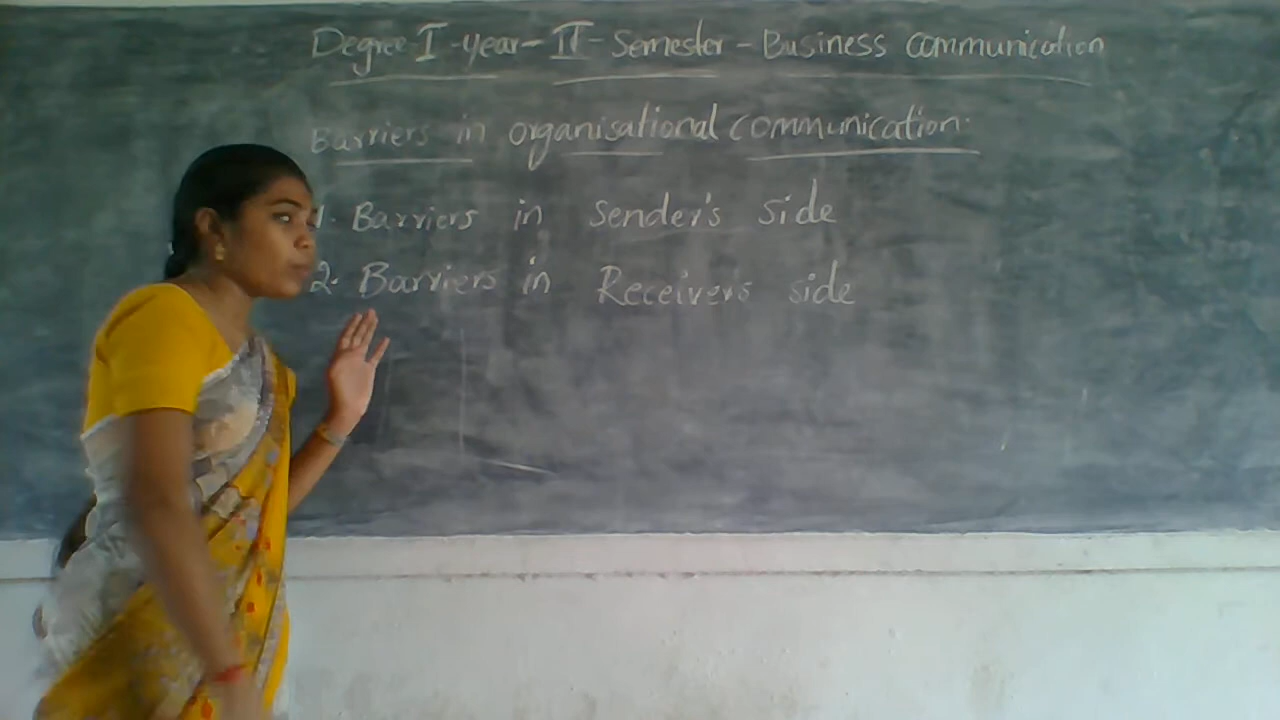 Degree-I-year-II-Semester-Business communication
Barriers in organisational communication.
1. Barriers in Sender's side
2. Barriers in Receiver's side